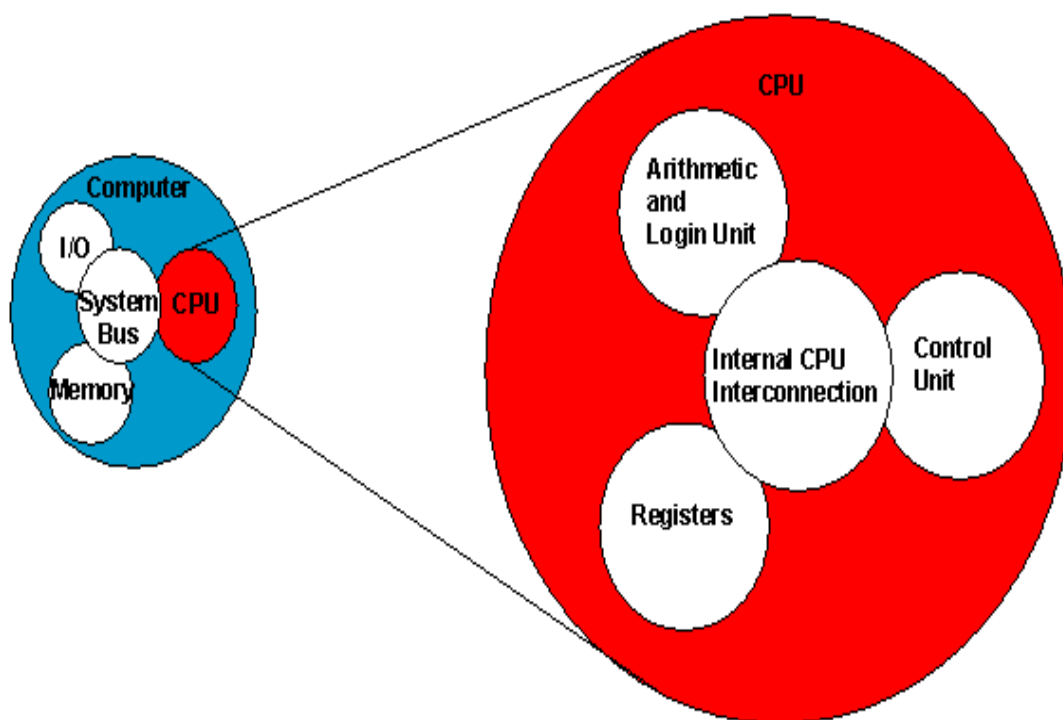 Computer
I/O
System
Bus
CPU
Memory
CPU
Arithmetic
and
Login Unit
Internal CPU
Interconnection
Control
Unit
Registers